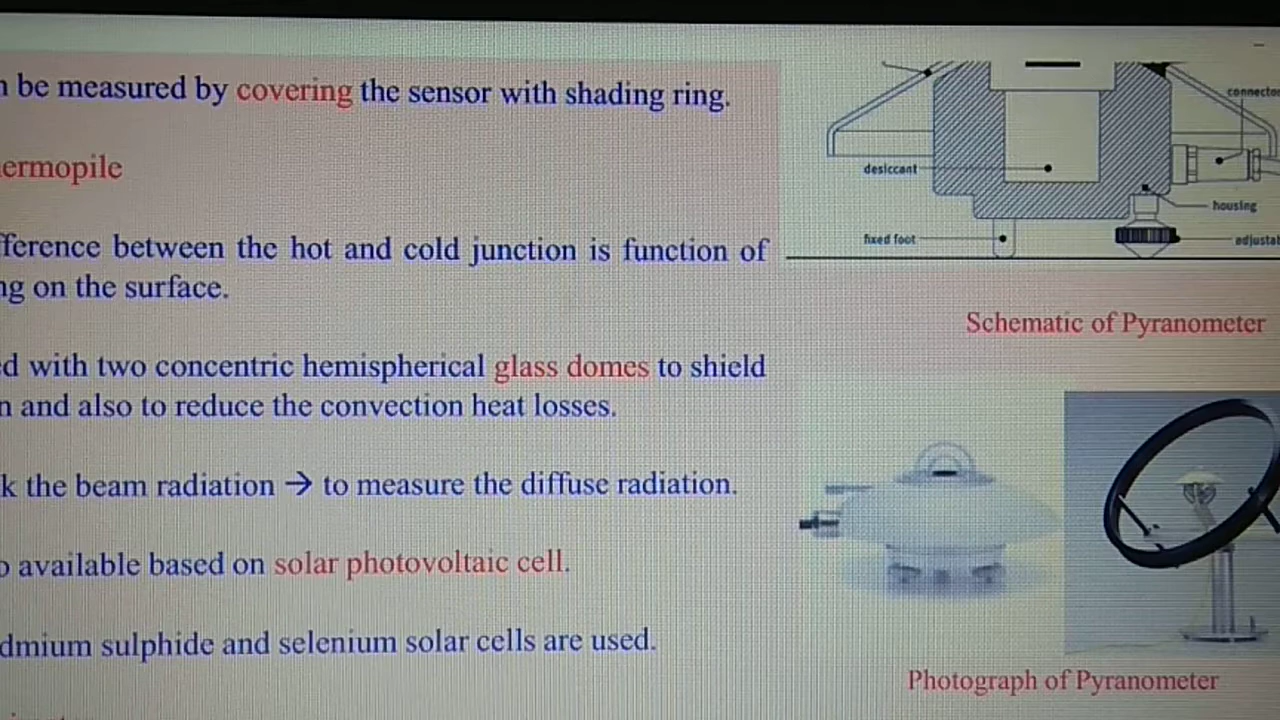 be measured by covering the sensor with shading ring.
ermopile
fference between the hot and cold junction is function of
ng on the surface.
d with two concentric hemispherical glass domes to shield
n and also to reduce the convection heat losses.
k the beam radiation → to measure the diffuse radiation.
available based on solar photovoltaic cell.
dmium sulphide and selenium solar cells are used.
connector
desiccant
housing
fixed foot
adjustab
Schematic of Pyranometer
Photograph of Pyranometer